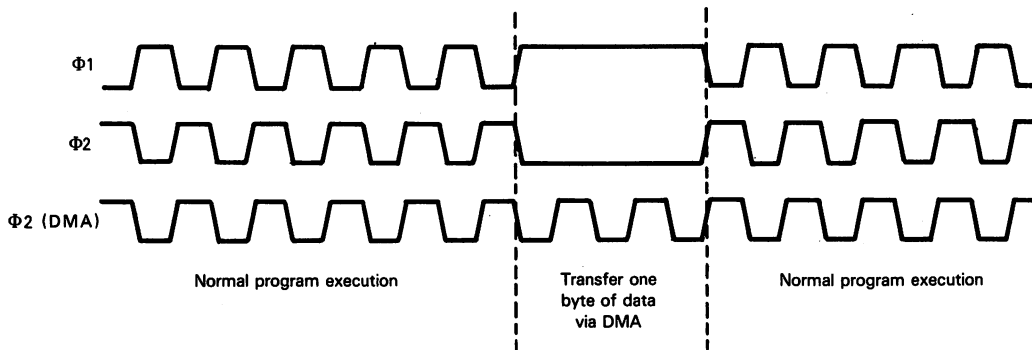 Φ1
Φ2
Φ2 (DMA)
Normal program execution
Transfer one
byte of data
via DMA
Normal program execution